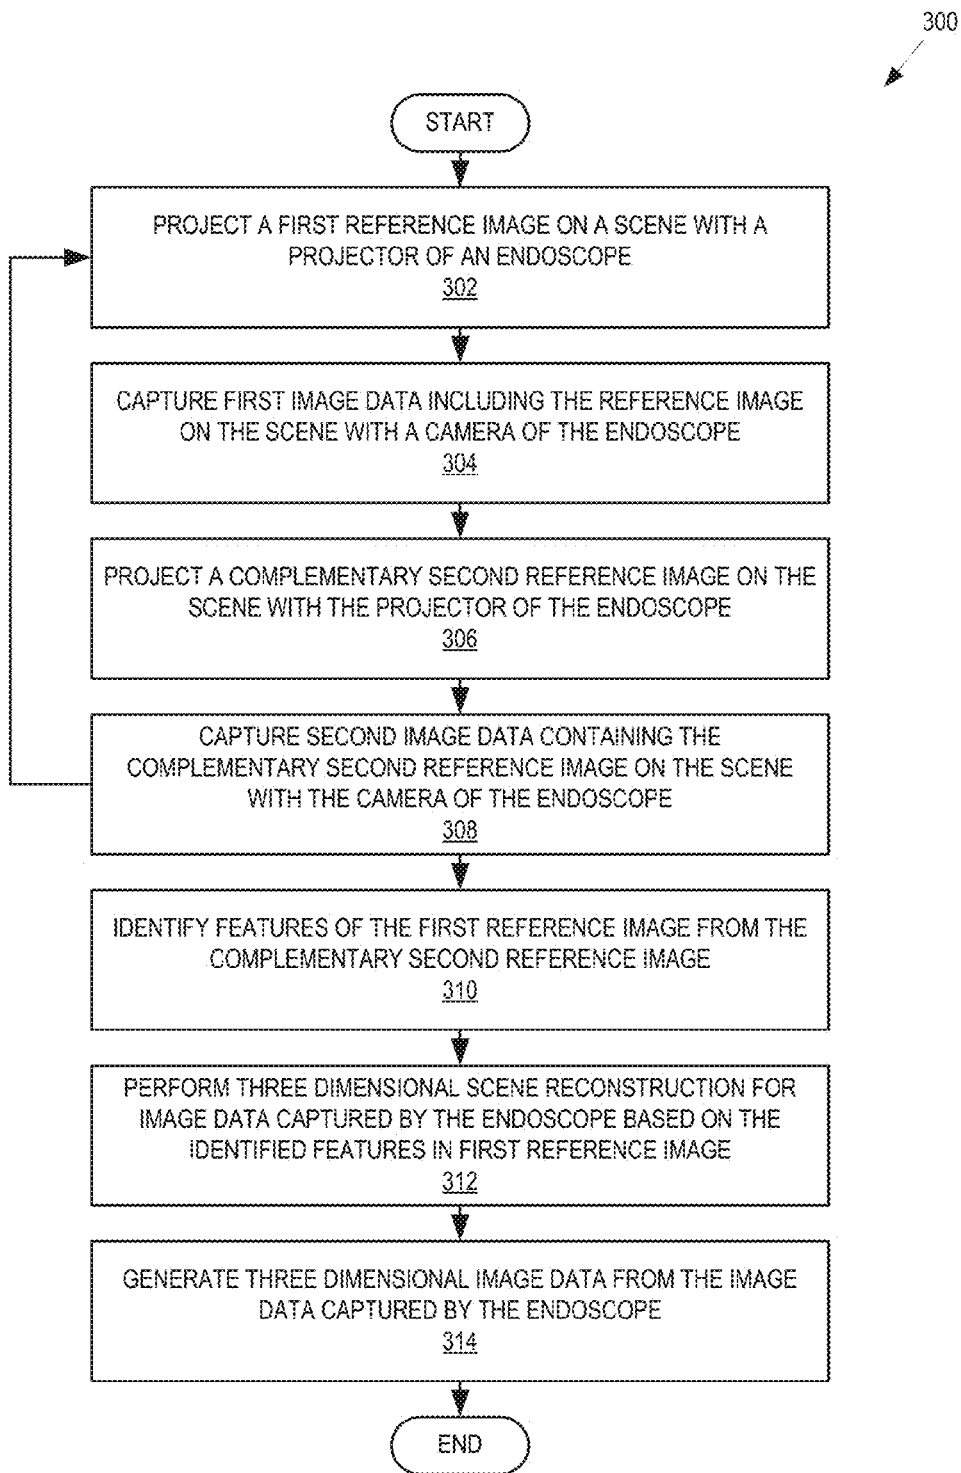 300
START
PROJECT A FIRST REFERENCE IMAGE ON A SCENE WITH A
PROJECTOR OF AN ENDOSCOPE
302
CAPTURE FIRST IMAGE DATA INCLUDING THE REFERENCE IMAGE
ON THE SCENE WITH A CAMERA OF THE ENDOSCOPE
304
PROJECT A COMPLEMENTARY SECOND REFERENCE IMAGE ON THE
SCENE WITH THE PROJECTOR OF THE ENDOSCOPE
306
CAPTURE SECOND IMAGE DATA CONTAINING THE
COMPLEMENTARY SECOND REFERENCE IMAGE ON THE SCENE
WITH THE CAMERA OF THE ENDOSCOPE
308
IDENTIFY FEATURES OF THE FIRST REFERENCE IMAGE FROM THE
COMPLEMENTARY SECOND REFERENCE IMAGE
310
PERFORM THREE DIMENSIONAL SCENE RECONSTRUCTION FOR
IMAGE DATA CAPTURED BY THE ENDOSCOPE BASED ON THE
IDENTIFIED FEATURES IN FIRST REFERENCE IMAGE
312
GENERATE THREE DIMENSIONAL IMAGE DATA FROM THE IMAGE
DATA CAPTURED BY THE ENDOSCOPE
314
END